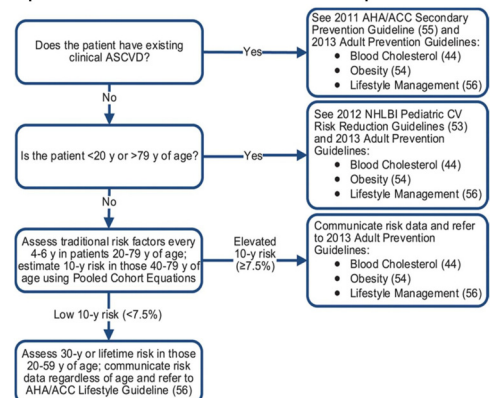 Does the patient have existing
clinical ASCVD?
Yes
See 2011 AHA/ACC Secondary
Prevention Guideline (55) and
2013 Adult Prevention Guidelines:
• Blood Cholesterol (44)
• Obesity (54)
• Lifestyle Management (56)
No
Is the patient <20 y or >79 y of age?
Yes
See 2012 NHLBI Pediatric CV
Risk Reduction Guidelines (53)
and 2013 Adult Prevention
Guidelines:
• Blood Cholesterol (44)
• Obesity (54)
• Lifestyle Management (56)
No
Assess traditional risk factors every
4-6 y in patients 20-79 y of age;
estimate 10-y risk in those 40-79 y of
age using Pooled Cohort Equations
Elevated
10-y risk
(≥7.5%)
Communicate risk data and refer
to 2013 Adult Prevention
Guidelines:
• Blood Cholesterol (44)
• Obesity (54)
• Lifestyle Management (56)
Low 10-y risk (<7.5%)
Assess 30-y or lifetime risk in those
20-59 y of age; communicate risk
data regardless of age and refer to
AHA/ACC Lifestyle Guideline (56)